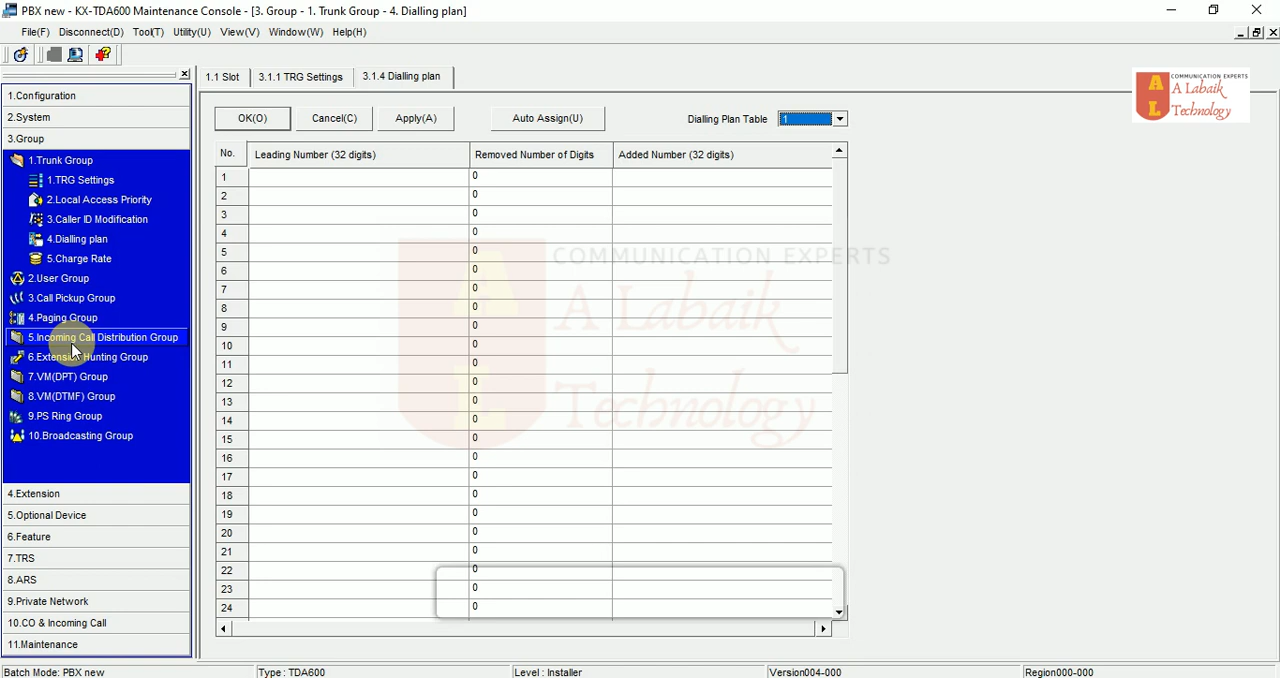 PBX new - KX-TDA600 Maintenance Console - [3. Group - 1. Trunk Group - 4. Dialling plan]
File(F) Disconnect(D) Tool(T) Utility(U) View(V) Window(W) Help(H)
1.1 Slot 3.1.1 TRG Settings 3.1.4 Dialling plan
COMMUNICATION EXPERTS
A Labaik
Technology
A
L
1.Configuration
2.System
3.Group
1.Trunk Group
1.TRG Settings
2.Local Access Priority
3.Caller ID Modification
4.Dialling plan
5.Charge Rate
2.User Group
3.Call Pickup Group
4.Paging Group
5.Incoming Call Distribution Group
6.Extension Hunting Group
7.VM(DPT) Group
8.VM(DTMF) Group
9.PS Ring Group
10.Broadcasting Group
4.Extension
5.Optional Device
6.Feature
7.TRS
8.ARS
9.Private Network
10.CO & Incoming Call
11.Maintenance
OK(O) Cancel(C) Apply(A) Auto Assign(U) Dialling Plan Table 1
No. Leading Number (32 digits) Removed Number of Digits Added Number (32 digits)
1 0
2 0
3 0
4 0
5 0
6 0
7 0
8 0
9 0
10 0
11 0
12 0
13 0
14 0
15 0
16 0
17 0
18 0
19 0
20 0
21 0
22 0
23 0
24 0
COMMUNICATION EXPERTS
A Labaik
Technology
A
L
Batch Mode: PBX new Type : TDA600 Level : Installer Version004-000 Region000-000